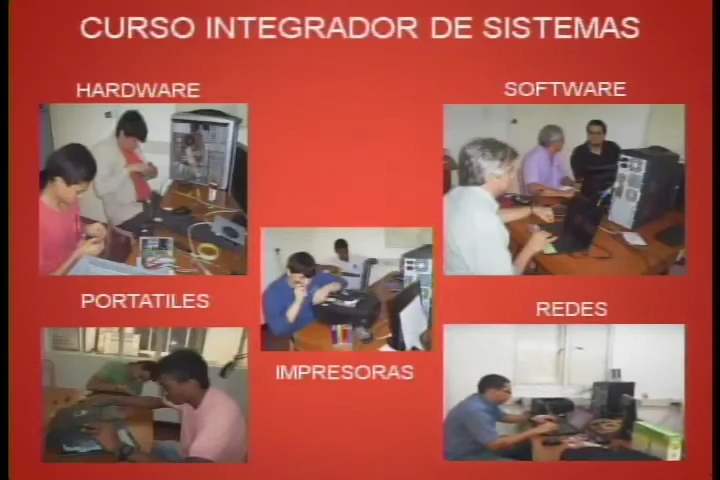 CURSO INTEGRADOR DE SISTEMAS
HARDWARE
SOFTWARE
PORTATILES
REDES
IMPRESORAS